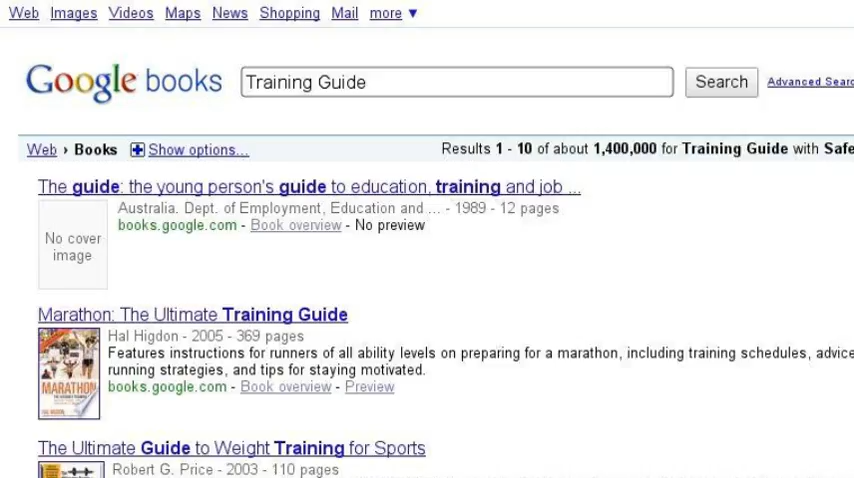 Web Images Videos Maps News Shopping Mail more ▼
Google books Training Guide Search Advanced Searc
Web › Books Show options... Results 1 - 10 of about 1,400,000 for Training Guide with Safe
The guide: the young person's guide to education, training and job ...
Australia. Dept. of Employment, Education and ... - 1989 - 12 pages
books.google.com - Book overview - No preview
No cover
image
Marathon: The Ultimate Training Guide
Hal Higdon - 2005 - 369 pages
Features instructions for runners of all ability levels on preparing for a marathon, including training schedules, advice
running strategies, and tips for staying motivated.
books.google.com - Book overview - Preview
MARATHON
The Ultimate Guide to Weight Training for Sports
Robert G. Price - 2003 - 110 pages